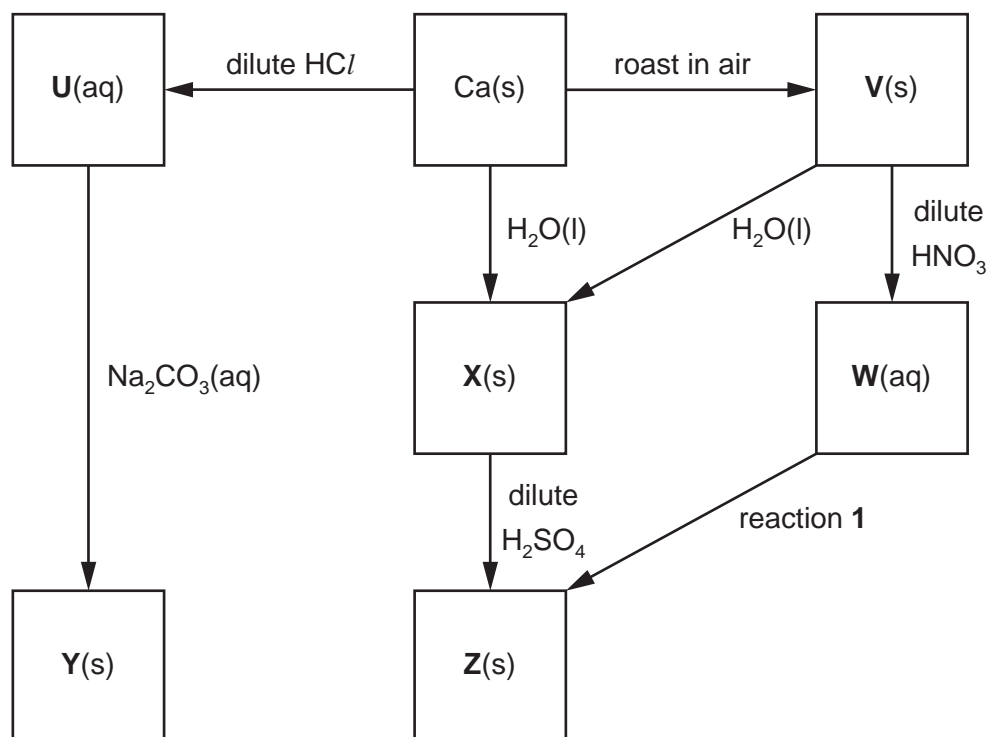 dilute HCl
roast in air
U(aq)
Ca(s)
V(s)
H₂O(l)
H₂O(l)
dilute
HNO₃
Na₂CO₃(aq)
X(s)
W(aq)
dilute
H₂SO₄
reaction 1
Y(s)
Z(s)